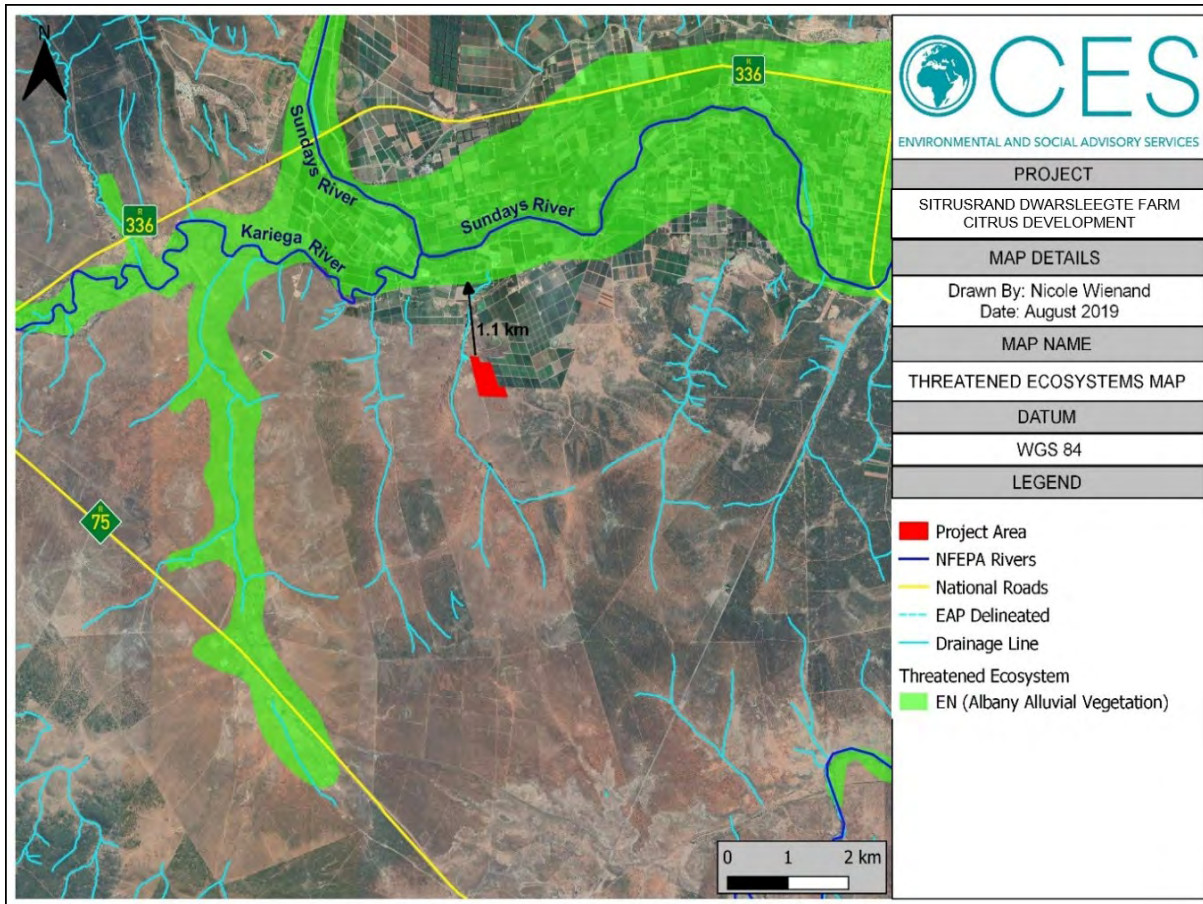 N
R
336
Sundays River
Sundays River
R
336
Kariega River
1.1 km
R
75
0 1 2 km
CES
ENVIRONMENTAL AND SOCIAL ADVISORY SERVICES
PROJECT
SITRUSRAND DWARSLEEGTE FARM
CITRUS DEVELOPMENT
MAP DETAILS
Drawn By: Nicole Wienand
Date: August 2019
MAP NAME
THREATENED ECOSYSTEMS MAP
DATUM
WGS 84
LEGEND
Project Area
NFEPA Rivers
National Roads
EAP Delineated
Drainage Line
Threatened Ecosystem
EN (Albany Alluvial Vegetation)